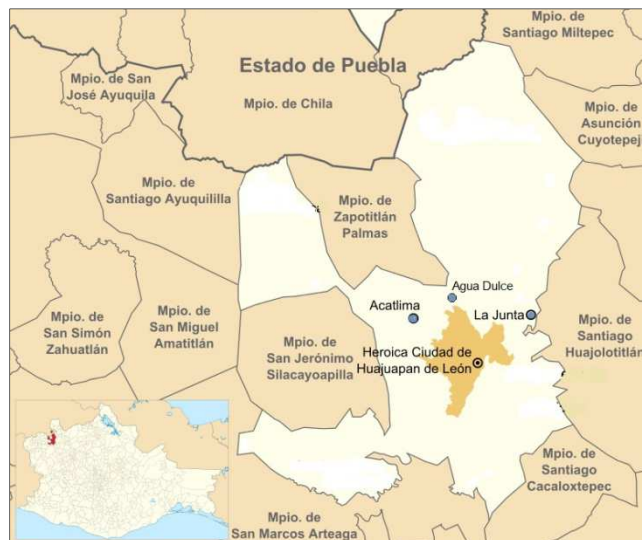 Mpio. de
Santiago Miltepec
Estado de Puebla
Mpio. de Chila
Mpio. de San
José Ayuquila
Mpio. de
Asunción
Cuyotepeji
Mpio. de
Santiago Ayuquililla
Mpio. de
Zapotitlán
Palmas
Agua Dulce
Acatlima
La Junta
Mpio. de
San Simón
Zahuatlán
Mpio. de
San Miguel
Amatitlán
Mpio. de
San Jerónimo
Silacayoapilla
Heroica Ciudad de
Huajuapan de León
Mpio. de
Santiago
Huajolotitlán
Mpio. de
Santiago
Cacaloxtepec
Mpio. de
San Marcos Arteaga